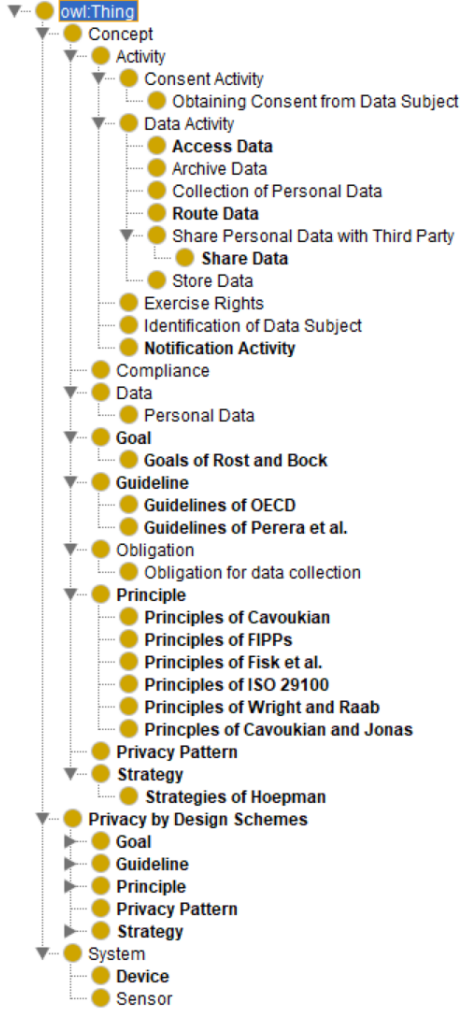 owl:Thing
Concept
Activity
Consent Activity
Obtaining Consent from Data Subject
Data Activity
Access Data
Archive Data
Collection of Personal Data
Route Data
Share Personal Data with Third Party
Share Data
Store Data
Exercise Rights
Identification of Data Subject
Notification Activity
Compliance
Data
Personal Data
Goal
Goals of Rost and Bock
Guideline
Guidelines of OECD
Guidelines of Perera et al.
Obligation
Obligation for data collection
Principle
Principles of Cavoukian
Principles of FIPPs
Principles of Fisk et al.
Principles of ISO 29100
Principles of Wright and Raab
Princples of Cavoukian and Jonas
Privacy Pattern
Strategy
Strategies of Hoepman
Privacy by Design Schemes
Goal
Guideline
Principle
Privacy Pattern
Strategy
System
Device
Sensor